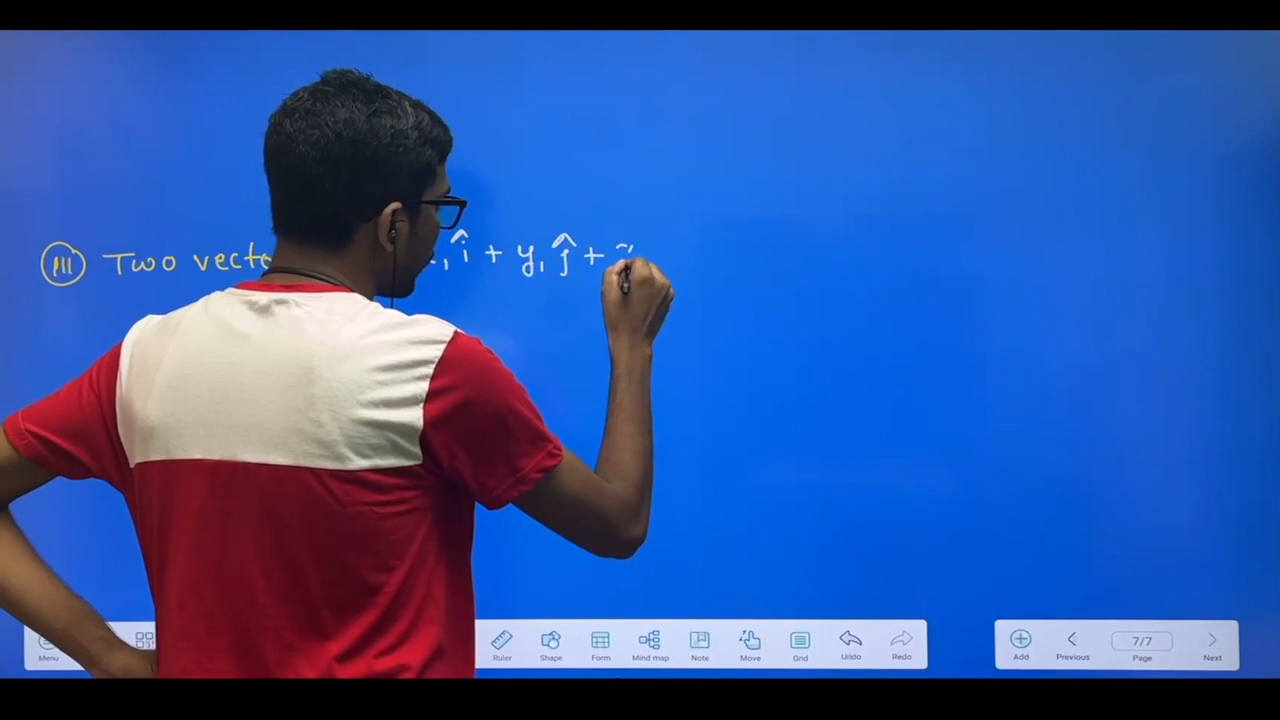 III Two
î + y₁ ĵ +
Menu Ruler Shape Form Mind map Note Move Grid Undo Redo Add Previous 7/7 Page Next